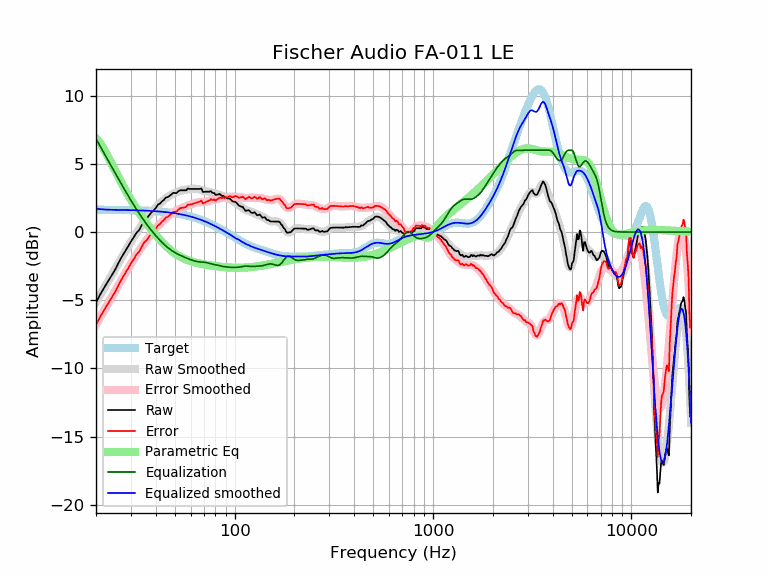 Fischer Audio FA-011 LE
10
5
0
−5
−10
−15
−20
Amplitude (dBr)
Target
Raw Smoothed
Error Smoothed
Raw
Error
Parametric Eq
Equalization
Equalized smoothed
100
1000
10000
Frequency (Hz)